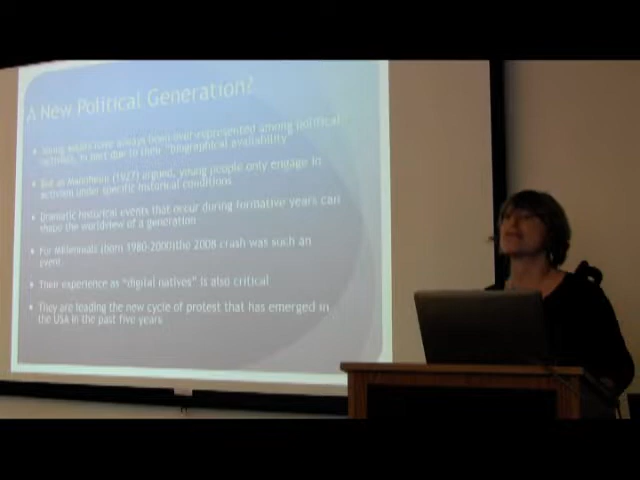 A New Political Generation?
Young adults have always been over-represented among political
activists, in part due to their "biographical availability"
But as Mannheim (1927) argued, young people only engage in
activism under specific historical conditions
Dramatic historical events that occur during formative years can
shape the worldview of a generation
For Millennials (born 1980-2000)the 2008 crash was such an
event
Their experience as "digital natives" is also critical
They are leading the new cycle of protest that has emerged in
the USA in the past five years